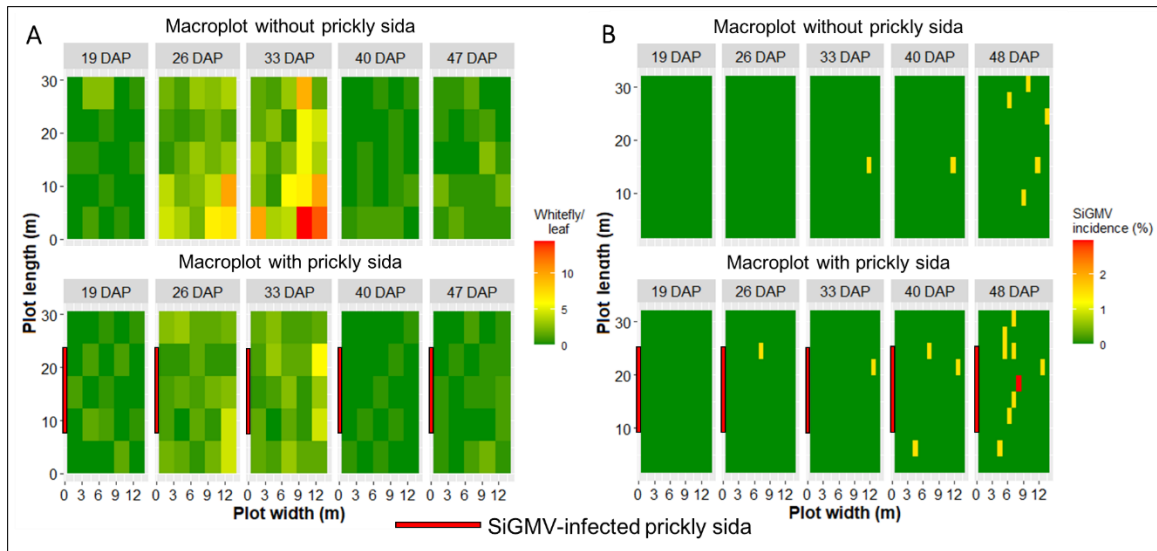 A
Macroplot without prickly sida
19 DAP 26 DAP 33 DAP 40 DAP 47 DAP
30
20
10
0
Whitefly/
leaf
10
5
0
Plot length (m)
Macroplot with prickly sida
19 DAP 26 DAP 33 DAP 40 DAP 47 DAP
30
20
10
0
0 3 6 9 12 0 3 6 9 12 0 3 6 9 12 0 3 6 9 12 0 3 6 9 12
Plot width (m)
B
Macroplot without prickly sida
19 DAP 26 DAP 33 DAP 40 DAP 48 DAP
30
20
10
SiGMV
incidence (%)
2
1
0
Plot length (m)
Macroplot with prickly sida
19 DAP 26 DAP 33 DAP 40 DAP 48 DAP
30
20
10
0 3 6 9 12 0 3 6 9 12 0 3 6 9 12 0 3 6 9 12 0 3 6 9 12
Plot width (m)
SiGMV-infected prickly sida